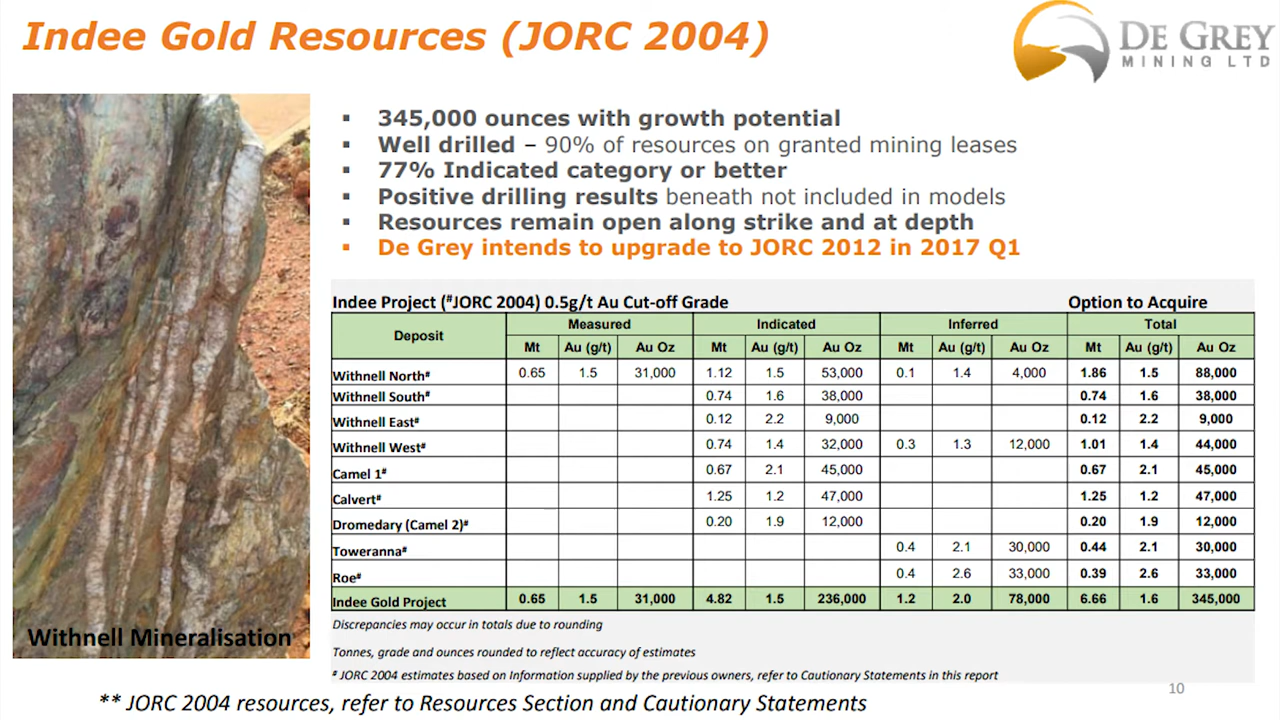 Indee Gold Resources (JORC 2004)
DE GREY
MINING LTD
▪ 345,000 ounces with growth potential
▪ Well drilled – 90% of resources on granted mining leases
▪ 77% Indicated category or better
▪ Positive drilling results beneath not included in models
▪ Resources remain open along strike and at depth
▪ De Grey intends to upgrade to JORC 2012 in 2017 Q1
Indee Project (#JORC 2004) 0.5g/t Au Cut-off Grade Option to Acquire
Deposit Measured Indicated Inferred Total
Mt Au (g/t) Au Oz Mt Au (g/t) Au Oz Mt Au (g/t) Au Oz Mt Au (g/t) Au Oz
Withnell North# 0.65 1.5 31,000 1.12 1.5 53,000 0.1 1.4 4,000 1.86 1.5 88,000
Withnell South# 0.74 1.6 38,000 0.74 1.6 38,000
Withnell East# 0.12 2.2 9,000 0.12 2.2 9,000
Withnell West# 0.74 1.4 32,000 0.3 1.3 12,000 1.01 1.4 44,000
Camel 1# 0.67 2.1 45,000 0.67 2.1 45,000
Calvert# 1.25 1.2 47,000 1.25 1.2 47,000
Dromedary (Camel 2)# 0.20 1.9 12,000 0.20 1.9 12,000
Toweranna# 0.4 2.1 30,000 0.44 2.1 30,000
Roe# 0.4 2.6 33,000 0.39 2.6 33,000
Indee Gold Project 0.65 1.5 31,000 4.82 1.5 236,000 1.2 2.0 78,000 6.66 1.6 345,000
Discrepancies may occur in totals due to rounding
Tonnes, grade and ounces rounded to reflect accuracy of estimates
# JORC 2004 estimates based on Information supplied by the previous owners, refer to Cautionary Statements in this report
Withnell Mineralisation
10
** JORC 2004 resources, refer to Resources Section and Cautionary Statements